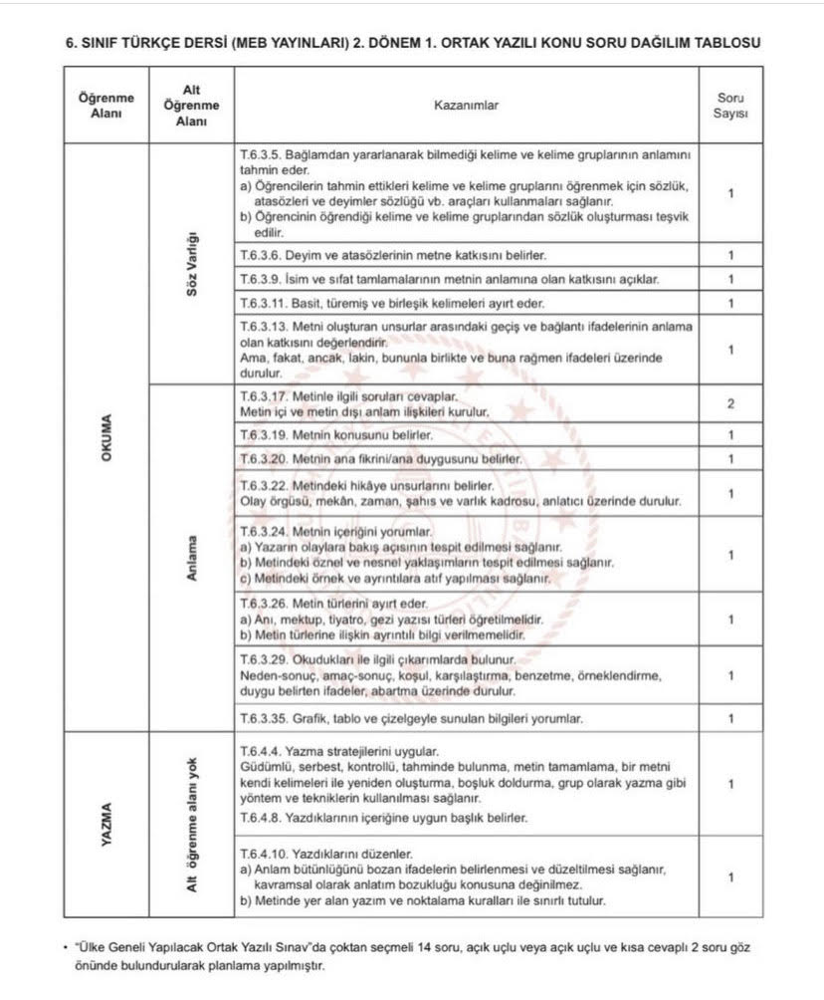 6. SINIF TÜRKÇE DERSİ (MEB YAYINLARI) 2. DÖNEM 1. ORTAK YAZILI KONU SORU DAĞILIM TABLOSU
Öğrenme
Alanı
Alt
Öğrenme
Alanı
Kazanımlar
Soru
Sayısı
OKUMA
Söz Varlığı
T.6.3.5. Bağlamdan yararlanarak bilmediği kelime ve kelime gruplarının anlamını
tahmin eder.
a) Öğrencilerin tahmin ettikleri kelime ve kelime gruplarını öğrenmek için sözlük,
atasözleri ve deyimler sözlüğü vb. araçları kullanmaları sağlanır.
b) Öğrencinin öğrendiği kelime ve kelime gruplarından sözlük oluşturması teşvik
edilir.
1
T.6.3.6. Deyim ve atasözlerinin metne katkısını belirler.
1
T.6.3.9. İsim ve sıfat tamlamalarının metnin anlamına olan katkısını açıklar.
1
T.6.3.11. Basit, türemiş ve birleşik kelimeleri ayırt eder.
1
T.6.3.13. Metni oluşturan unsurlar arasındaki geçiş ve bağlantı ifadelerinin anlama
olan katkısını değerlendirir.
Ama, fakat, ancak, lakin, bununla birlikte ve buna rağmen ifadeleri üzerinde
durulur.
1
Anlama
T.6.3.17. Metinle ilgili soruları cevaplar.
Metin içi ve metin dışı anlam ilişkileri kurulur.
2
T.6.3.19. Metnin konusunu belirler.
1
T.6.3.20. Metnin ana fikrini/ana duygusunu belirler.
1
T.6.3.22. Metindeki hikâye unsurlarını belirler.
Olay örgüsü, mekân, zaman, şahıs ve varlık kadrosu, anlatıcı üzerinde durulur.
1
T.6.3.24. Metnin içeriğini yorumlar.
a) Yazarın olaylara bakış açısının tespit edilmesi sağlanır.
b) Metindeki öznel ve nesnel yaklaşımların tespit edilmesi sağlanır.
c) Metindeki örnek ve ayrıntılara atıf yapılması sağlanır.
1
T.6.3.26. Metin türlerini ayırt eder.
a) Anı, mektup, tiyatro, gezi yazısı türleri öğretilmelidir.
b) Metin türlerine ilişkin ayrıntılı bilgi verilmemelidir.
1
T.6.3.29. Okudukları ile ilgili çıkarımlarda bulunur.
Neden-sonuç, amaç-sonuç, koşul, karşılaştırma, benzetme, örneklendirme,
duygu belirten ifadeler, abartma üzerinde durulur.
1
T.6.3.35. Grafik, tablo ve çizelgeyle sunulan bilgileri yorumlar.
1
YAZMA
Alt öğrenme alanı yok
T.6.4.4. Yazma stratejilerini uygular.
Güdümlü, serbest, kontrollü, tahminde bulunma, metin tamamlama, bir metni
kendi kelimeleri ile yeniden oluşturma, boşluk doldurma, grup olarak yazma gibi
yöntem ve tekniklerin kullanılması sağlanır.
T.6.4.8. Yazdıklarının içeriğine uygun başlık belirler.
1
T.6.4.10. Yazdıklarını düzenler.
a) Anlam bütünlüğünü bozan ifadelerin belirlenmesi ve düzeltilmesi sağlanır,
kavramsal olarak anlatım bozukluğu konusuna değinilmez.
b) Metinde yer alan yazım ve noktalama kuralları ile sınırlı tutulur.
1
• “Ülke Geneli Yapılacak Ortak Yazılı Sınav”da çoktan seçmeli 14 soru, açık uçlu veya açık uçlu ve kısa cevaplı 2 soru göz
önünde bulundurularak planlama yapılmıştır.